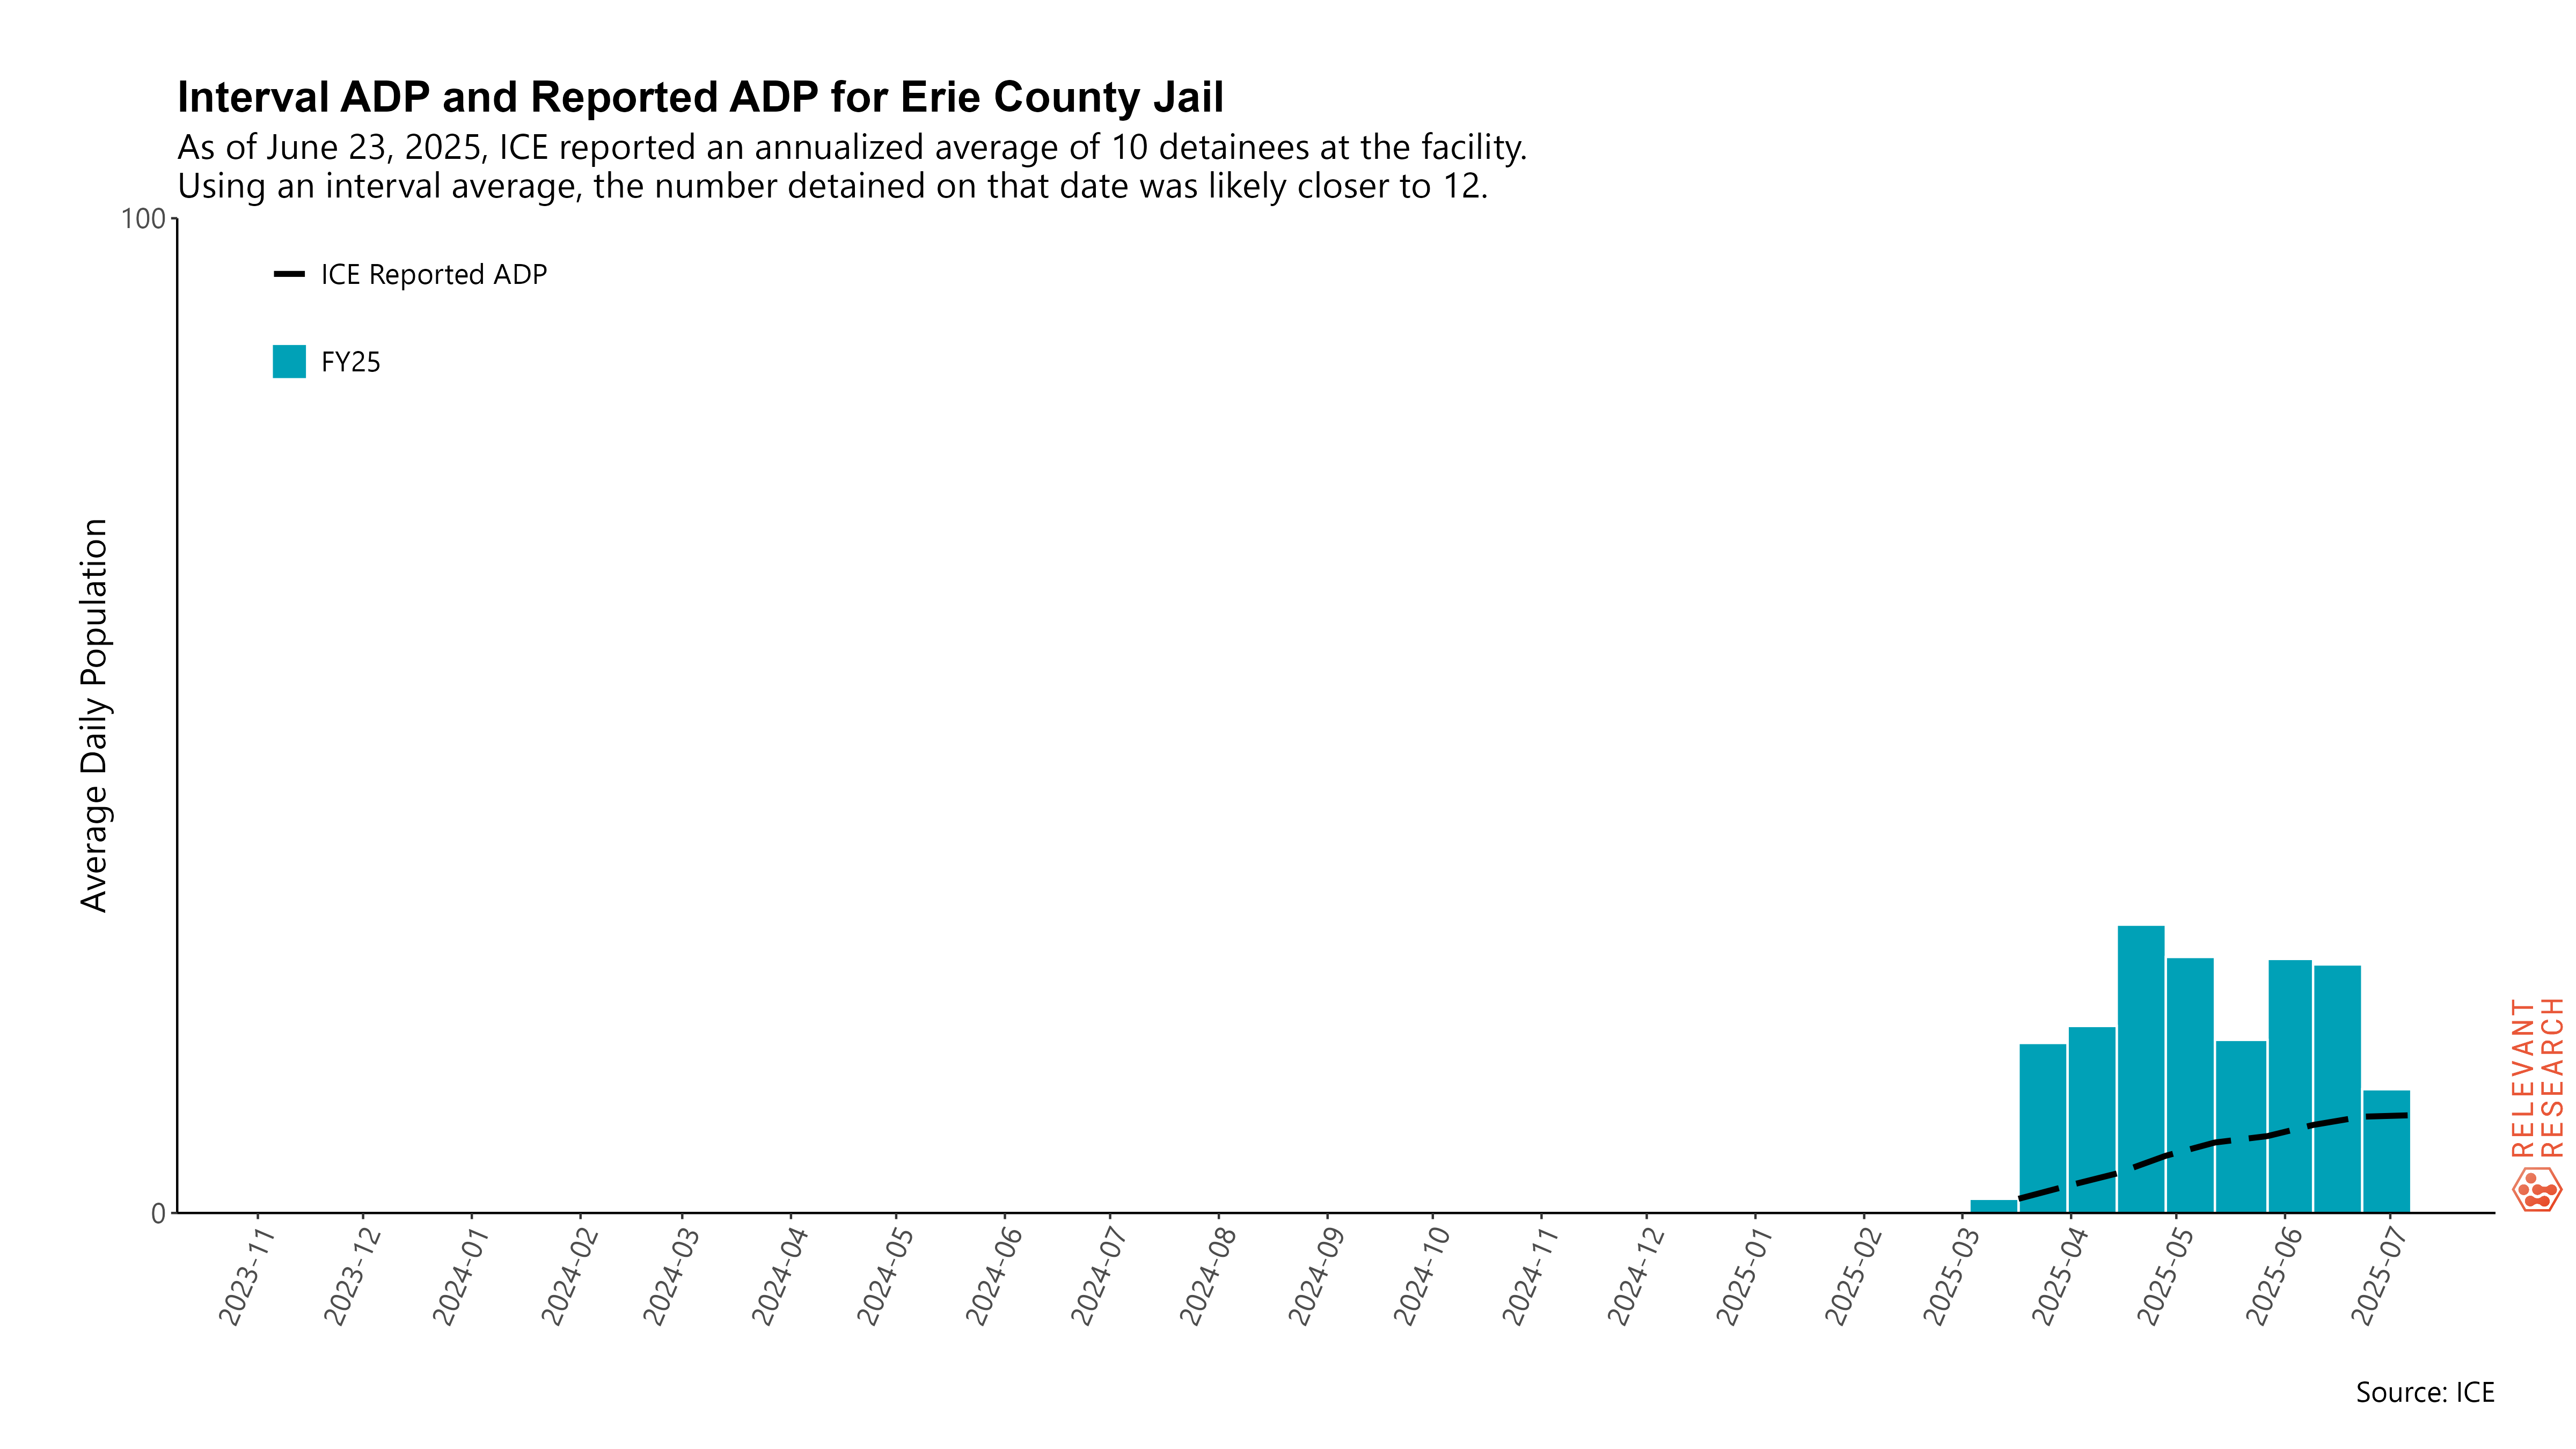 Interval ADP and Reported ADP for Erie County Jail
As of June 23, 2025, ICE reported an annualized average of 10 detainees at the facility.
Using an interval average, the number detained on that date was likely closer to 12.
100
ICE Reported ADP
FY25
Average Daily Population
0
2023-11
2023-12
2024-01
2024-02
2024-03
2024-04
2024-05
2024-06
2024-07
2024-08
2024-09
2024-10
2024-11
2024-12
2025-01
2025-02
2025-03
2025-04
2025-05
2025-06
2025-07
RELEVANT
RESEARCH
Source: ICE